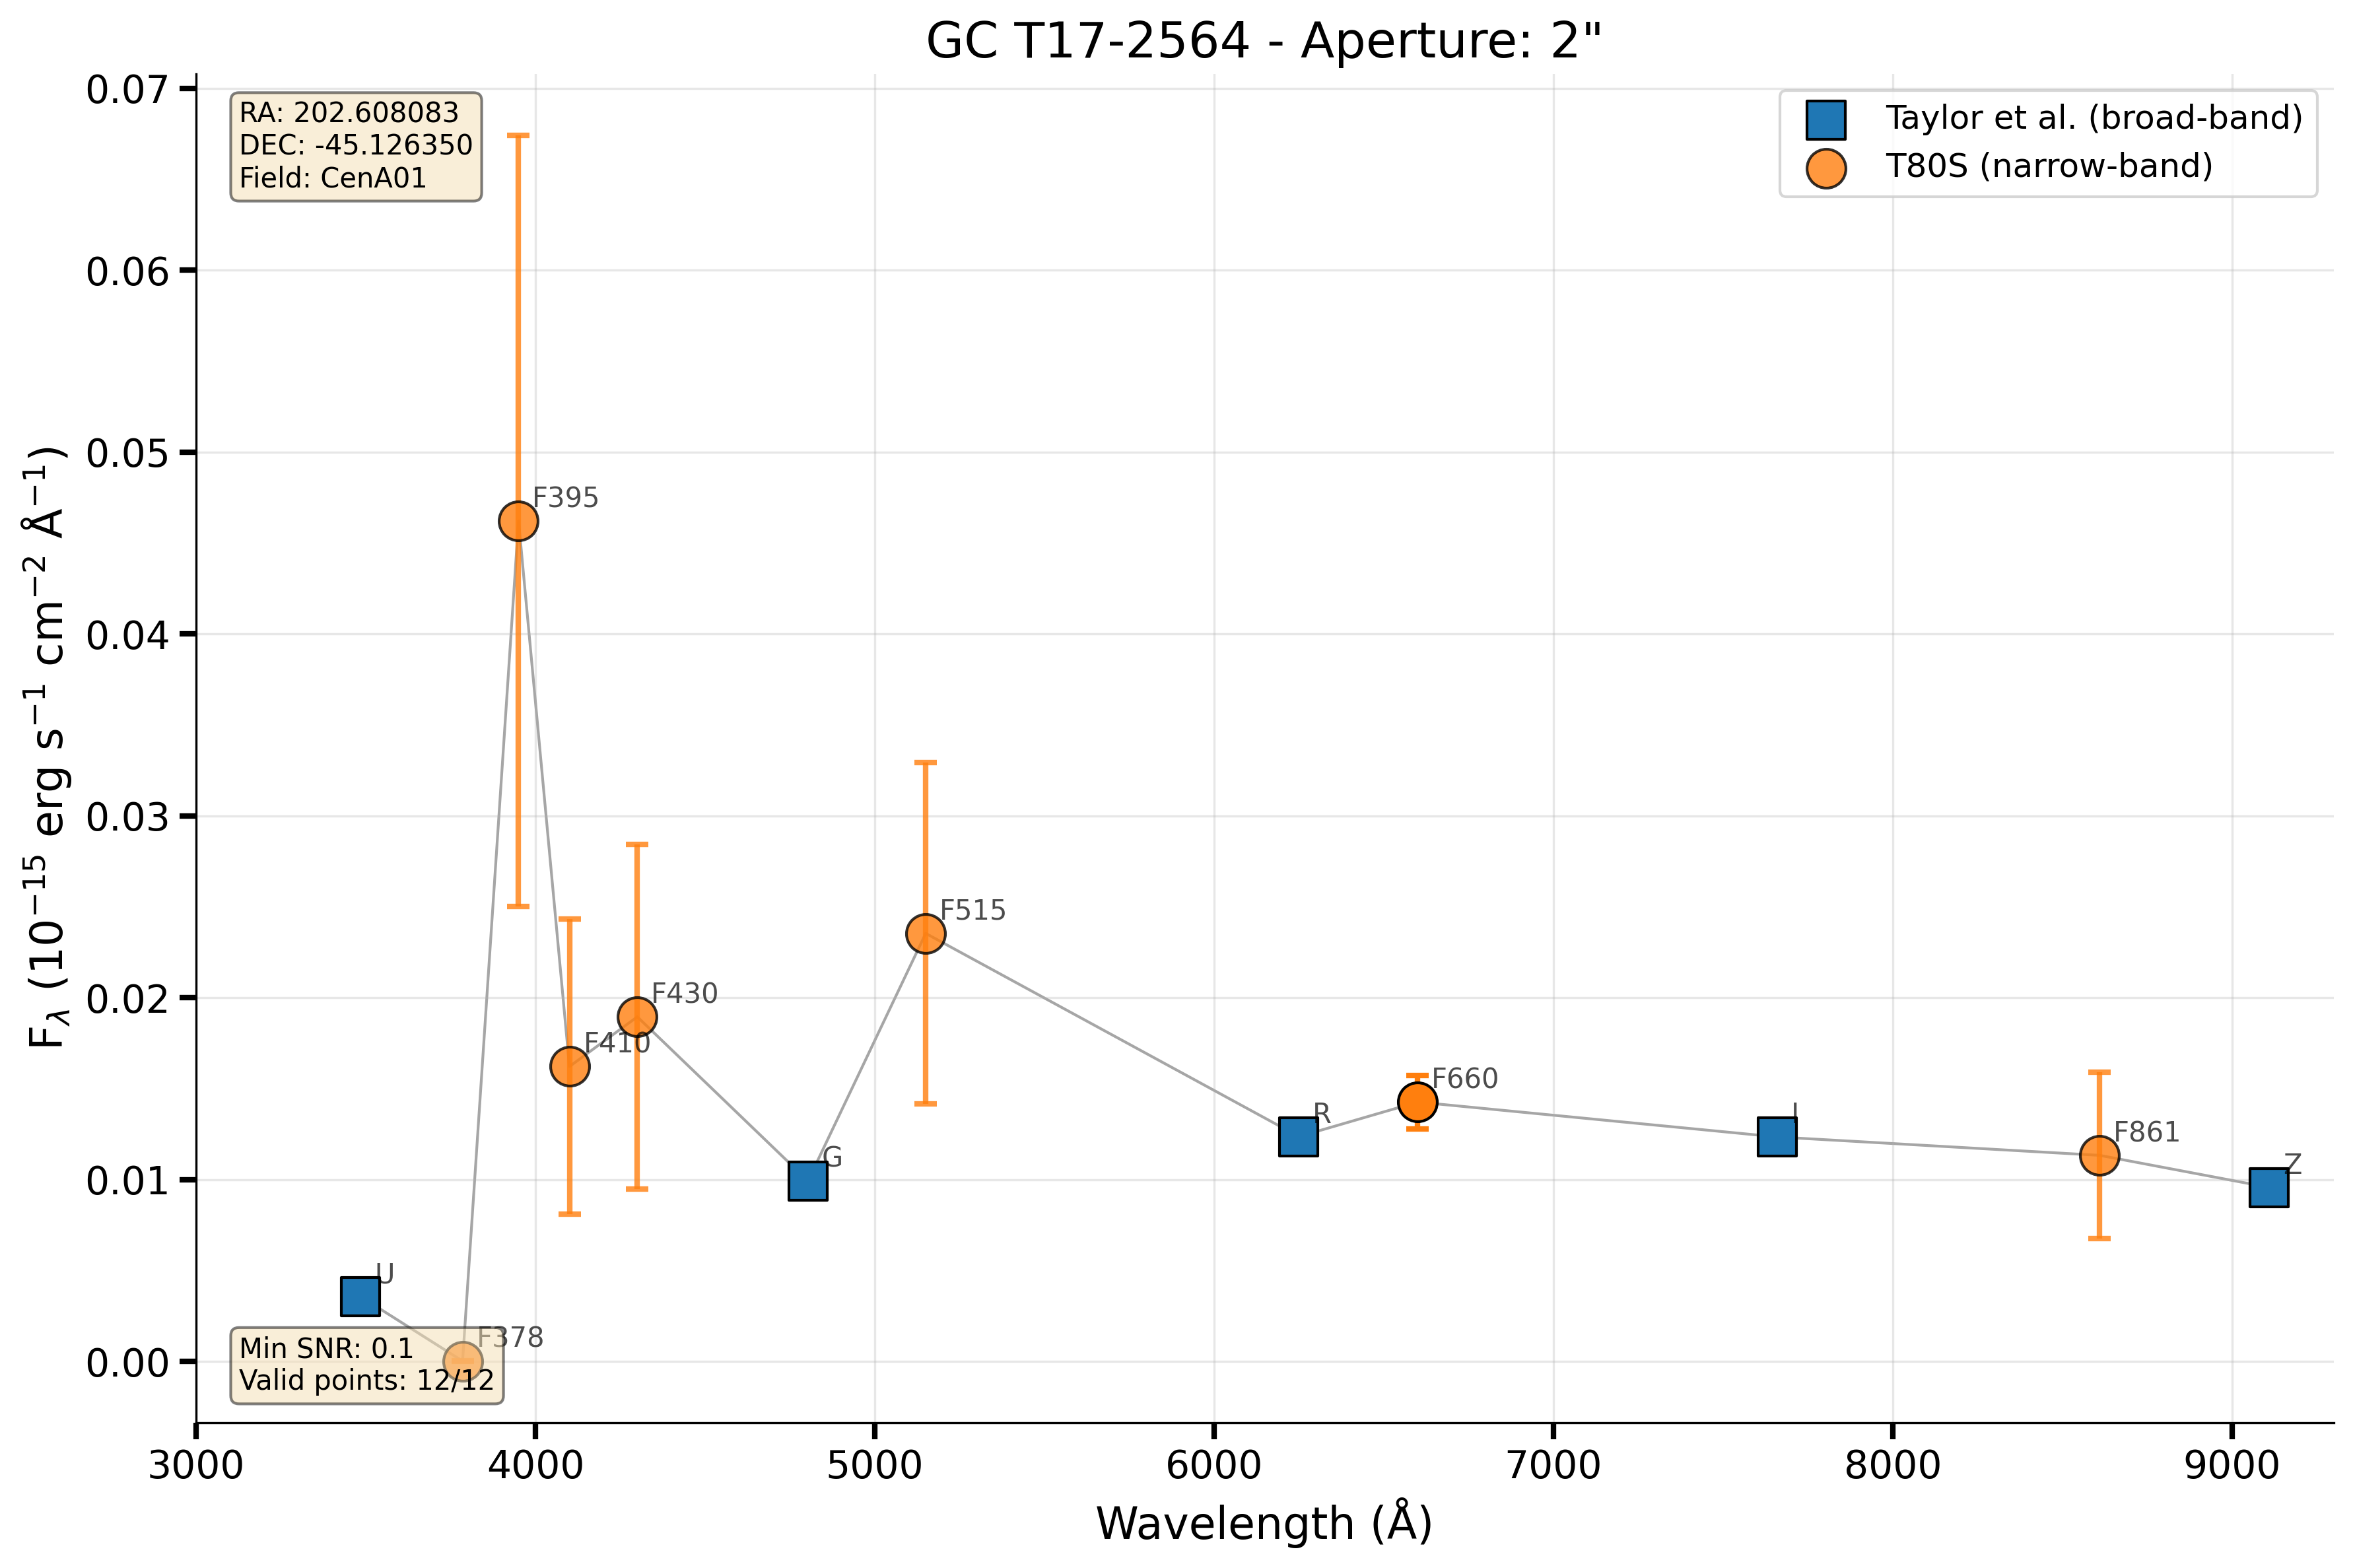 GC T17-2564 - Aperture: 2"
RA: 202.608083
DEC: -45.126350
Field: CenA01
Taylor et al. (broad-band)
T80S (narrow-band)
0.07
0.06
0.05
0.04
0.03
0.02
0.01
0.00
F_λ (10⁻¹⁵ erg s⁻¹ cm⁻² Å⁻¹)
U
F378
F395
F410
F430
G
F515
R
F660
I
F861
Z
Min SNR: 0.1
Valid points: 12/12
3000 4000 5000 6000 7000 8000 9000
Wavelength (Å)